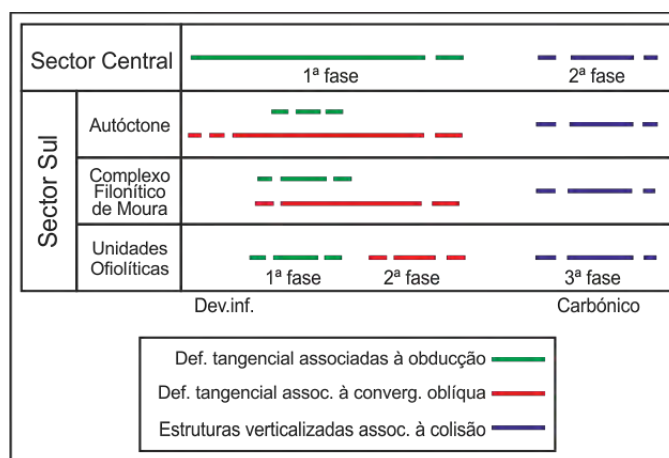 Sector Central
1ª fase
2ª fase
Sector Sul
Autóctone
Complexo
Filonítico
de Moura
Unidades
Ofiolíticas
1ª fase
2ª fase
3ª fase
Dev.inf.
Carbónico
Def. tangencial associadas à obducção
Def. tangencial assoc. à converg. oblíqua
Estruturas verticalizadas assoc. à colisão